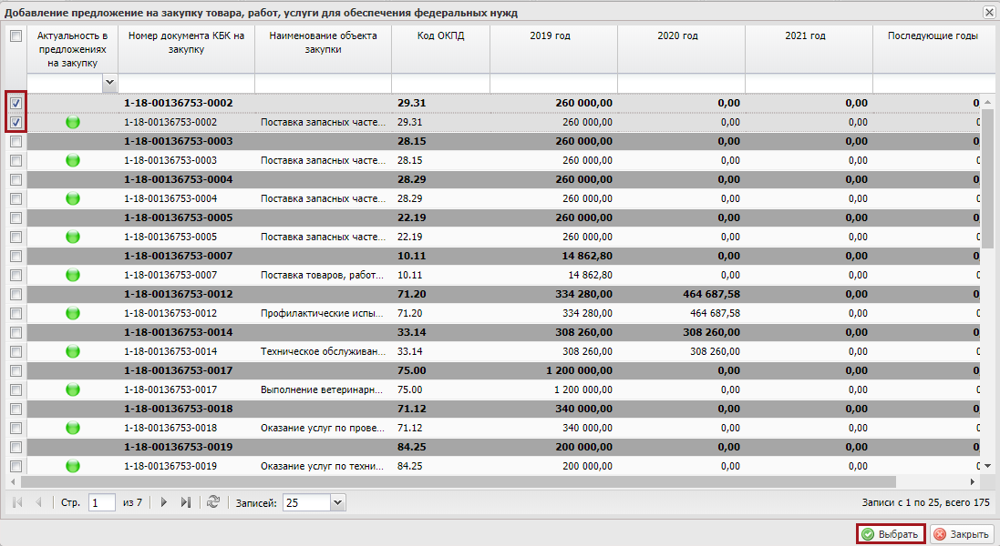 Добавление предложение на закупку товара, работ, услуги для обеспечения федеральных нужд
Актуальность в предложениях на закупку Номер документа КБК на закупку Наименование объекта закупки Код ОКПД 2019 год 2020 год 2021 год Последующие годы
1-18-00136753-0002 29.31 260 000,00 0,00 0,00 0
1-18-00136753-0002 Поставка запасных часте... 29.31 260 000,00 0,00 0,00 0
1-18-00136753-0003 28.15 260 000,00 0,00 0,00 0
1-18-00136753-0003 Поставка запасных часте... 28.15 260 000,00 0,00 0,00 0
1-18-00136753-0004 28.29 260 000,00 0,00 0,00 0
1-18-00136753-0004 Поставка запасных часте... 28.29 260 000,00 0,00 0,00 0
1-18-00136753-0005 22.19 260 000,00 0,00 0,00 0
1-18-00136753-0005 Поставка запасных часте... 22.19 260 000,00 0,00 0,00 0
1-18-00136753-0007 10.11 14 862,80 0,00 0,00 0
1-18-00136753-0007 Поставка товаров, работ... 10.11 14 862,80 0,00 0,00 0
1-18-00136753-0012 71.20 334 280,00 464 687,58 0,00 0
1-18-00136753-0012 Профилактические испы... 71.20 334 280,00 464 687,58 0,00 0
1-18-00136753-0014 33.14 308 260,00 308 260,00 0,00 0
1-18-00136753-0014 Техническое обслуживан... 33.14 308 260,00 308 260,00 0,00 0
1-18-00136753-0017 75.00 1 200 000,00 0,00 0,00 0
1-18-00136753-0017 Выполнение ветеринарн... 75.00 1 200 000,00 0,00 0,00 0
1-18-00136753-0018 71.12 340 000,00 0,00 0,00 0
1-18-00136753-0018 Оказание услуг по прове... 71.12 340 000,00 0,00 0,00 0
1-18-00136753-0019 84.25 200 000,00 0,00 0,00 0
1-18-00136753-0019 Оказание услуг по техни... 84.25 200 000,00 0,00 0,00 0
Стр. 1 из 7 Записей: 25 Записи с 1 по 25, всего 175
Выбрать Закрыть